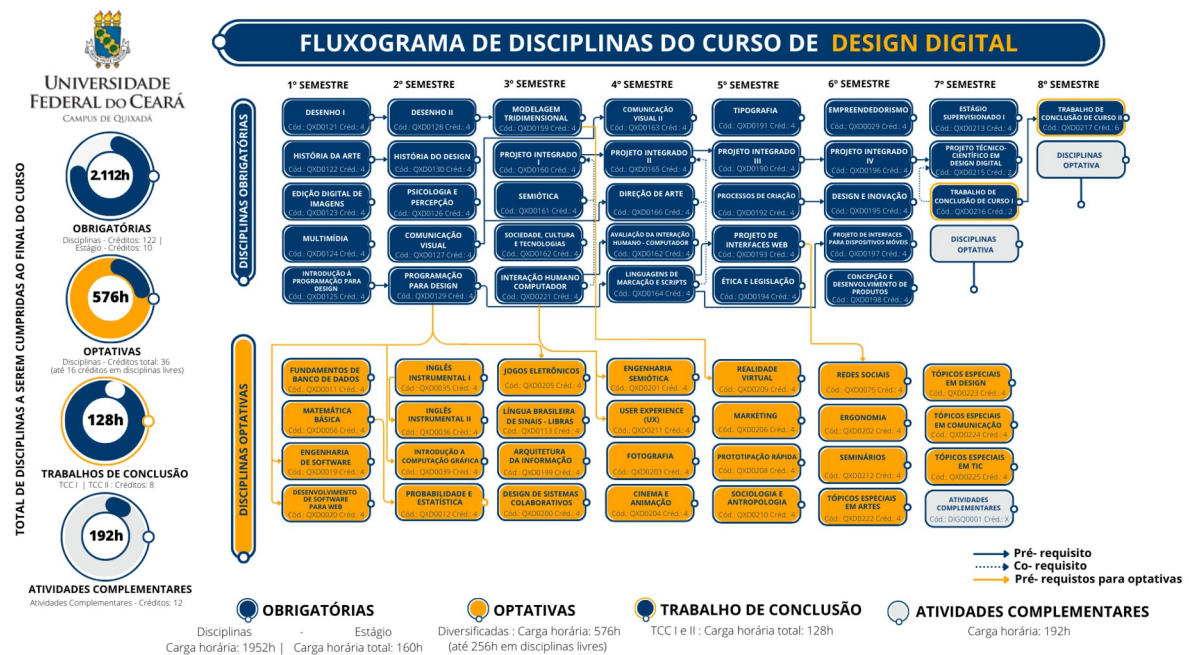 UNIVERSIDADE
FEDERAL DO CEARÁ
CAMPUS DE QUIXADÁ
FLUXOGRAMA DE DISCIPLINAS DO CURSO DE DESIGN DIGITAL
TOTAL DE DISCIPLINAS A SEREM CUMPRIDAS AO FINAL DO CURSO
2.112h
OBRIGATÓRIAS
Disciplinas - Créditos: 122 |
Estágio - Créditos: 10
576h
OPTATIVAS
Disciplinas - Créditos total: 36
(até 16 créditos em disciplinas livres)
128h
TRABALHOS DE CONCLUSÃO
TCC I | TCC II : Créditos: 8
192h
ATIVIDADES COMPLEMENTARES
Atividades Complementares - Créditos: 12
DISCIPLINAS OBRIGATÓRIAS
1º SEMESTRE
DESENHO I
Cód.: QXD0121 Créd.: 4
HISTÓRIA DA ARTE
Cód.: QXD0122 Créd.: 4
EDIÇÃO DIGITAL DE
IMAGENS
Cód.: QXD0123 Créd.: 4
MULTIMÍDIA
Cód.: QXD0124 Créd.: 4
INTRODUÇÃO À
PROGRAMAÇÃO PARA
DESIGN
Cód.: QXD0125 Créd.: 4
2º SEMESTRE
DESENHO II
Cód.: QXD0128 Créd.: 4
HISTÓRIA DO DESIGN
Cód.: QXD0130 Créd.: 4
PSICOLOGIA E
PERCEPÇÃO
Cód.: QXD0126 Créd.: 4
COMUNICAÇÃO
VISUAL
Cód.: QXD0127 Créd.: 4
PROGRAMAÇÃO
PARA DESIGN
Cód.: QXD0129 Créd.: 4
3º SEMESTRE
MODELAGEM
TRIDIMENSIONAL
Cód.: QXD0159 Créd.: 4
PROJETO INTEGRADO
I
Cód.: QXD0160 Créd.: 4
SEMIÓTICA
Cód.: QXD0161 Créd.: 4
SOCIEDADE, CULTURA
E TECNOLOGIAS
Cód.: QXD0162 Créd.: 4
INTERAÇÃO HUMANO
COMPUTADOR
Cód.: QXD0221 Créd.: 4
4º SEMESTRE
COMUNICAÇÃO
VISUAL II
Cód.: QXD0163 Créd.: 4
PROJETO INTEGRADO
II
Cód.: QXD0165 Créd.: 4
DIREÇÃO DE ARTE
Cód.: QXD0166 Créd.: 4
AVALIAÇÃO DA INTERAÇÃO
HUMANO - COMPUTADOR
Cód.: QXD0162 Créd.: 4
LINGUAGENS DE
MARCAÇÃO E SCRIPTS
Cód.: QXD0164 Créd.: 4
5º SEMESTRE
TIPOGRAFIA
Cód.: QXD0191 Créd.: 4
PROJETO INTEGRADO
III
Cód.: QXD0190 Créd.: 4
PROCESSOS DE CRIAÇÃO
Cód.: QXD0192 Créd.: 4
PROJETO DE
INTERFACES WEB
Cód.: QXD0193 Créd.: 4
ÉTICA E LEGISLAÇÃO
Cód.: QXD0194 Créd.: 4
6º SEMESTRE
EMPREENDEDORISMO
Cód.: QXD0029 Créd.: 4
PROJETO INTEGRADO
IV
Cód.: QXD0196 Créd.: 4
DESIGN E INOVAÇÃO
Cód.: QXD0195 Créd.: 4
PROJETO DE INTERFACES
PARA DISPOSITIVOS MÓVEIS
Cód.: QXD0197 Créd.: 4
CONCEPÇÃO E
DESENVOLVIMENTO DE
PRODUTOS
Cód.: QXD0198 Créd.: 4
7º SEMESTRE
ESTÁGIO
SUPERVISIONADO I
Cód.: QXD0213 Créd.: 4
PROJETO TÉCNICO-
CIENTÍFICO EM
DESIGN DIGITAL
Cód.: QXD0215 Créd.: 2
TRABALHO DE
CONCLUSÃO DE CURSO I
Cód.: QXD0216 Créd.: 2
DISCIPLINAS
OPTATIVA
8º SEMESTRE
TRABALHO DE
CONCLUSÃO DE CURSO II
Cód.: QXD0217 Créd.: 6
DISCIPLINAS
OPTATIVA
DISCIPLINAS OPTATIVAS
FUNDAMENTOS DE
BANCO DE DADOS
Cód.: QXD0011 Créd.: 4
MATEMÁTICA
BÁSICA
Cód.: QXD0056 Créd.: 4
ENGENHARIA
DE SOFTWARE
Cód.: QXD0019 Créd.: 4
DESENVOLVIMENTO
DE SOFTWARE
PARA WEB
Cód.: QXD0020 Créd.: 4
INGLÊS
INSTRUMENTAL I
Cód.: QXD0035 Créd.: 4
INGLÊS
INSTRUMENTAL II
Cód.: QXD0036 Créd.: 4
INTRODUÇÃO A
COMPUTAÇÃO GRÁFICA
Cód.: QXD0039 Créd.: 4
PROBABILIDADE E
ESTATÍSTICA
Cód.: QXD0012 Créd.: 4
JOGOS ELETRÔNICOS
Cód.: QXD0205 Créd.: 4
LÍNGUA BRASILEIRA
DE SINAIS - LIBRAS
Cód.: QXD0113 Créd.: 4
ARQUITETURA
DA INFORMAÇÃO
Cód.: QXD0199 Créd.: 4
DESIGN DE SISTEMAS
COLABORATIVOS
Cód.: QXD0200 Créd.: 4
ENGENHARIA
SEMIÓTICA
Cód.: QXD0201 Créd.: 4
USER EXPERIENCE
(UX)
Cód.: QXD0211 Créd.: 4
FOTOGRAFIA
Cód.: QXD0203 Créd.: 4
CINEMA E
ANIMAÇÃO
Cód.: QXD0204 Créd.: 4
REALIDADE
VIRTUAL
Cód.: QXD0209 Créd.: 4
MARKETING
Cód.: QXD0206 Créd.: 4
PROTOTIPAÇÃO RÁPIDA
Cód.: QXD0208 Créd.: 4
SOCIOLOGIA E
ANTROPOLOGIA
Cód.: QXD0210 Créd.: 4
REDES SOCIAIS
Cód.: QXD0075 Créd.: 4
ERGONOMIA
Cód.: QXD0202 Créd.: 4
SEMINÁRIOS
Cód.: QXD0212 Créd.: 4
TÓPICOS ESPECIAIS
EM ARTES
Cód.: QXD0222 Créd.: 4
TÓPICOS ESPECIAIS
EM DESIGN
Cód.: QXD0223 Créd.: 4
TÓPICOS ESPECIAIS
EM COMUNICAÇÃO
Cód.: QXD0224 Créd.: 4
TÓPICOS ESPECIAIS
EM TIC
Cód.: QXD0225 Créd.: 4
ATIVIDADES
COMPLEMENTARES
Cód.: DIGQ0001 Créd.: X
Pré- requisito
Co- requisito
Pré- requistos para optativas
OBRIGATÓRIAS
Disciplinas - Estágio
Carga horária: 1952h | Carga horária total: 160h
OPTATIVAS
Diversificadas : Carga horária: 576h
(até 256h em disciplinas livres)
TRABALHO DE CONCLUSÃO
TCC I e II : Carga horária total: 128h
ATIVIDADES COMPLEMENTARES
Carga horária: 192h